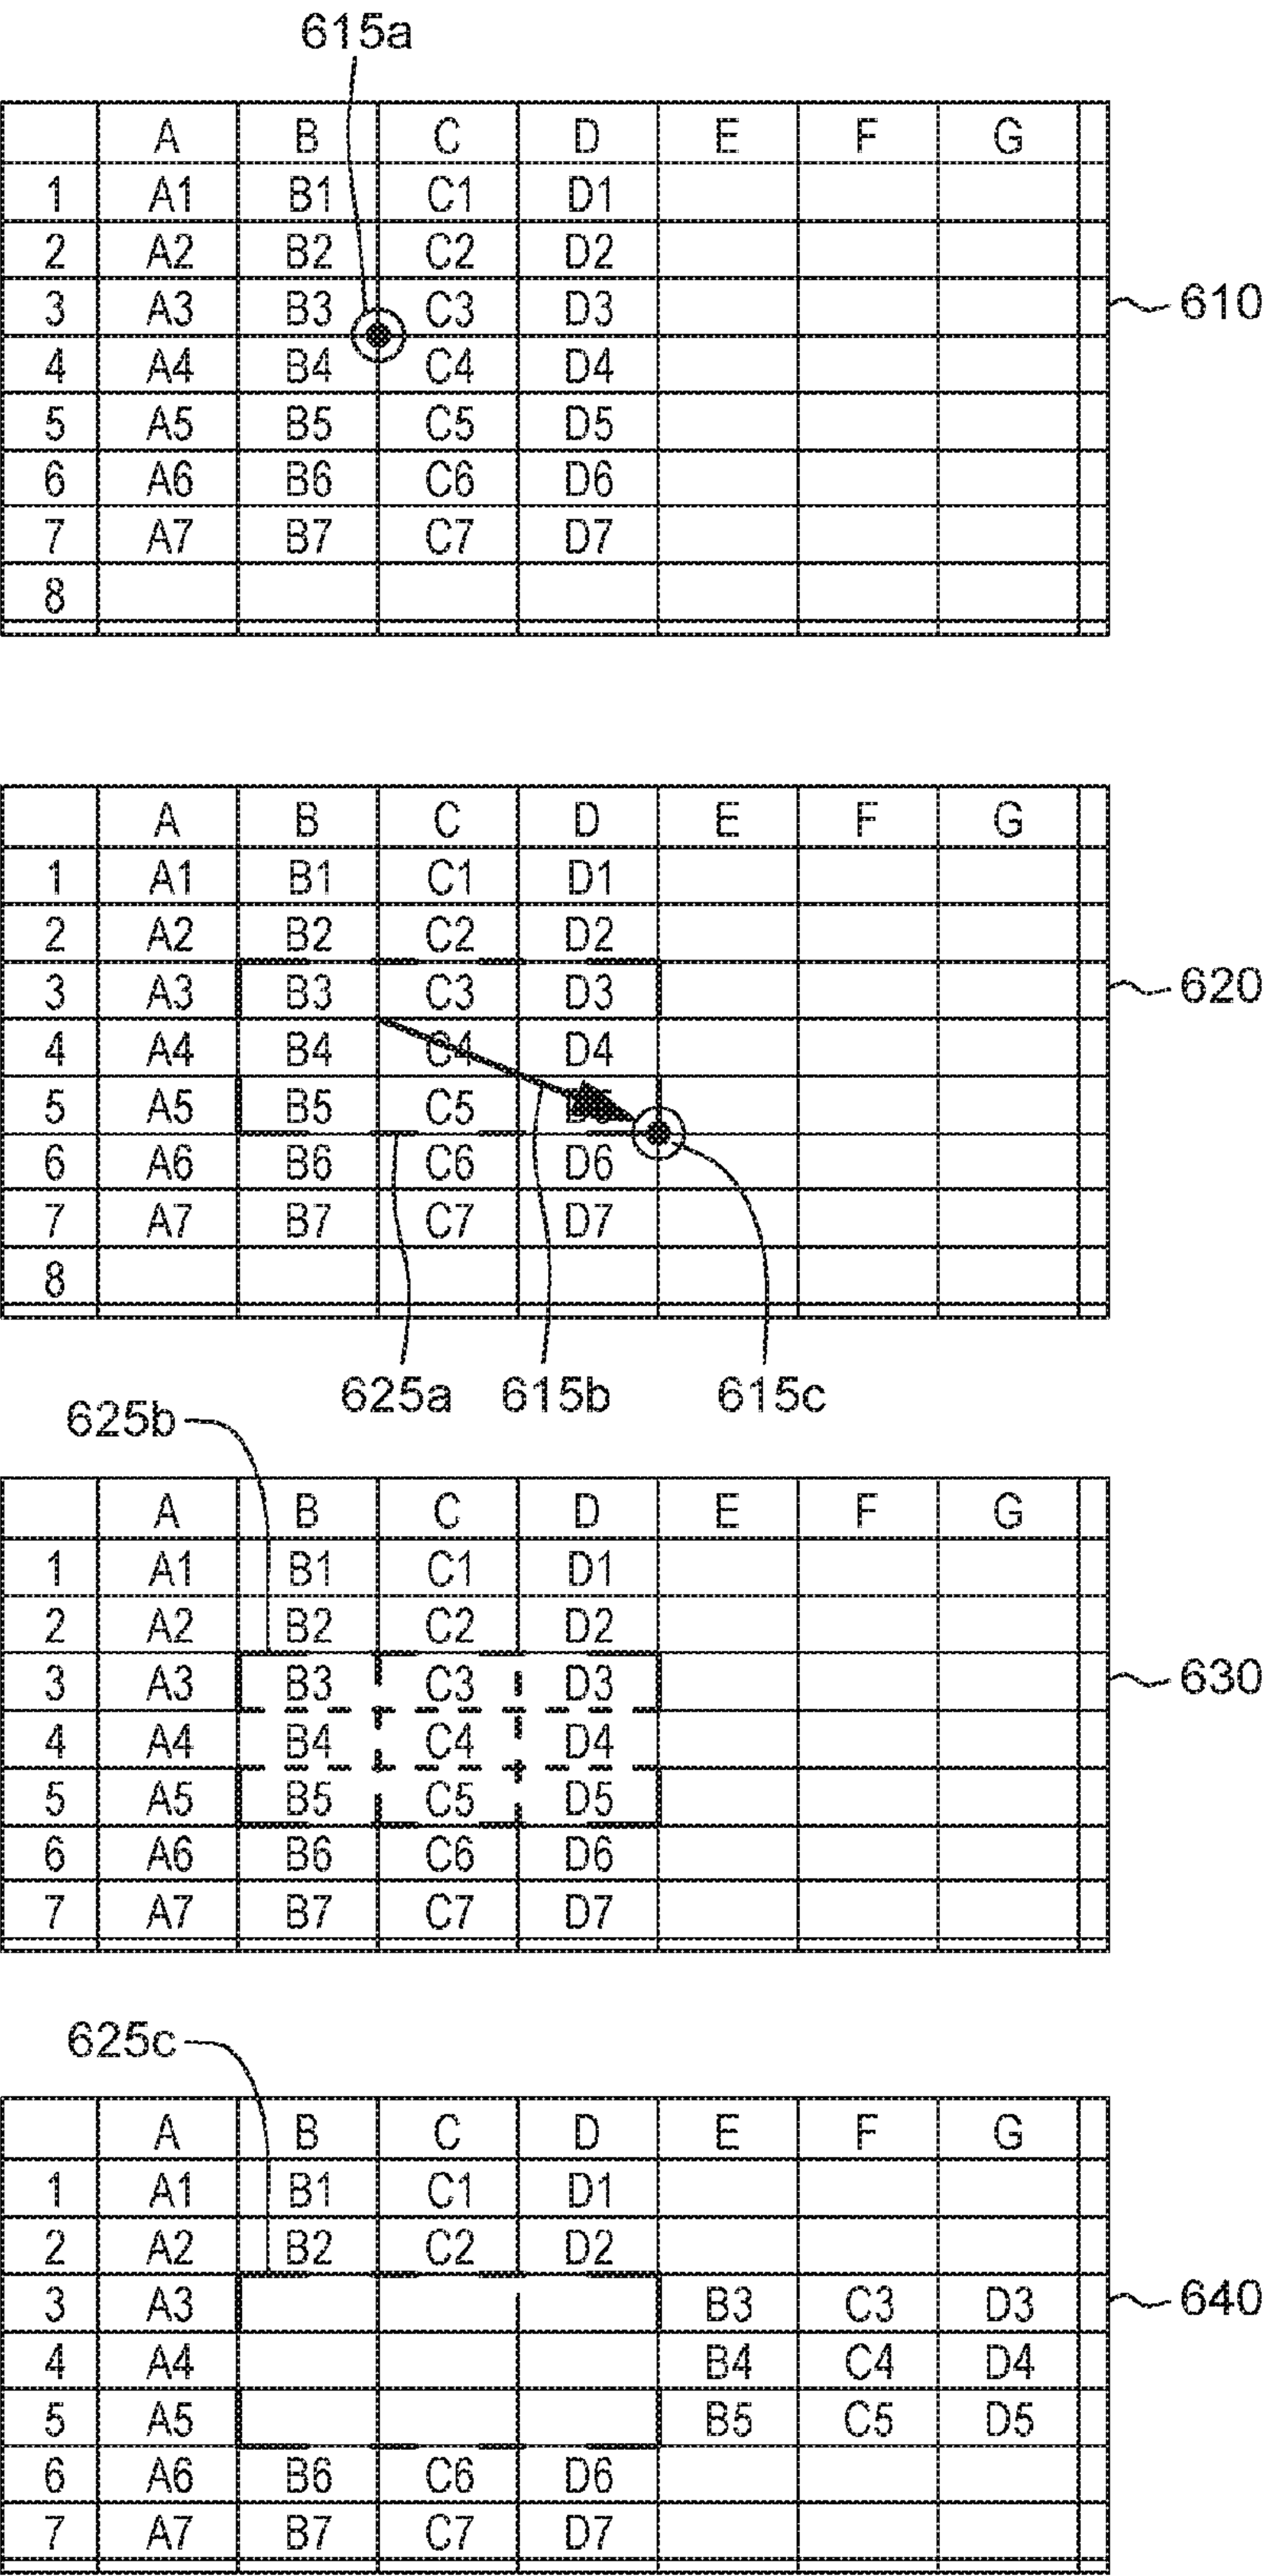 615a
A B C D E F G
1 A1 B1 C1 D1
2 A2 B2 C2 D2
3 A3 B3 C3 D3
610
4 A4 B4 C4 D4
5 A5 B5 C5 D5
6 A6 B6 C6 D6
7 A7 B7 C7 D7
8
A B C D E F G
1 A1 B1 C1 D1
2 A2 B2 C2 D2
3 A3 B3 C3 D3
620
4 A4 B4 C4 D4
5 A5 B5 C5
6 A6 B6 C6 D6
7 A7 B7 C7 D7
8
625a 615b 615c
625b
A B C D E F G
1 A1 B1 C1 D1
2 A2 B2 C2 D2
3 A3 B3 C3 D3
630
4 A4 B4 C4 D4
5 A5 B5 C5 D5
6 A6 B6 C6 D6
7 A7 B7 C7 D7
625c
A B C D E F G
1 A1 B1 C1 D1
2 A2 B2 C2 D2
3 A3 B3 C3 D3
640
4 A4 B4 C4 D4
5 A5 B5 C5 D5
6 A6 B6 C6 D6
7 A7 B7 C7 D7